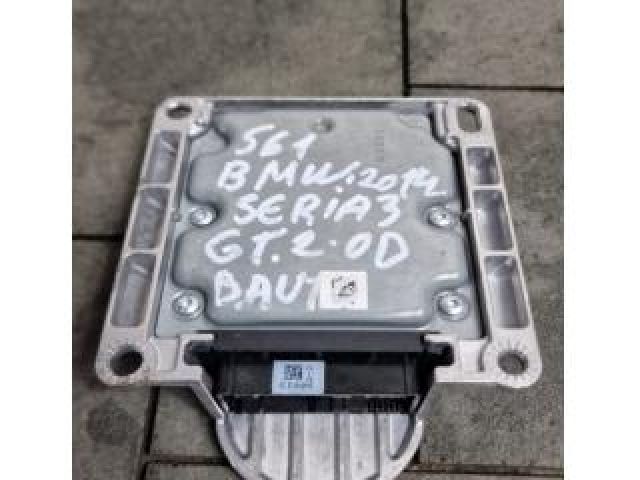 561
BMW.2014
SERIA3
GT.2.0D
B.AUT